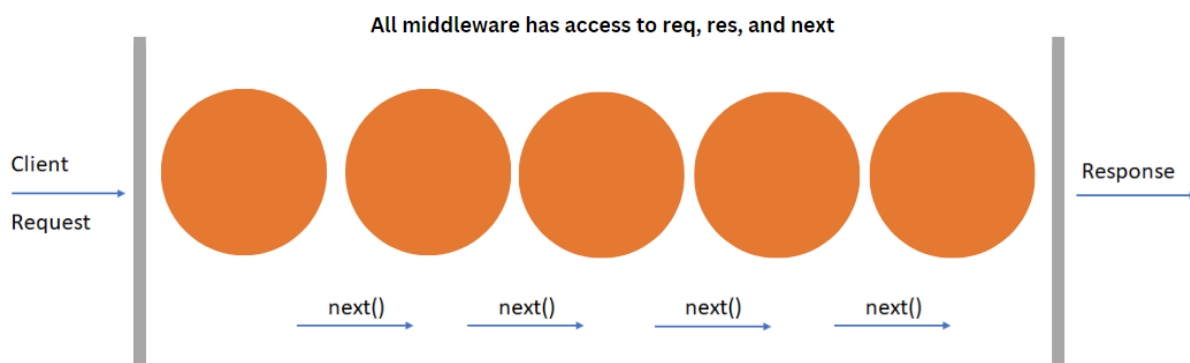 All middleware has access to req, res, and next
Client
Request
Response
next()
next()
next()
next()